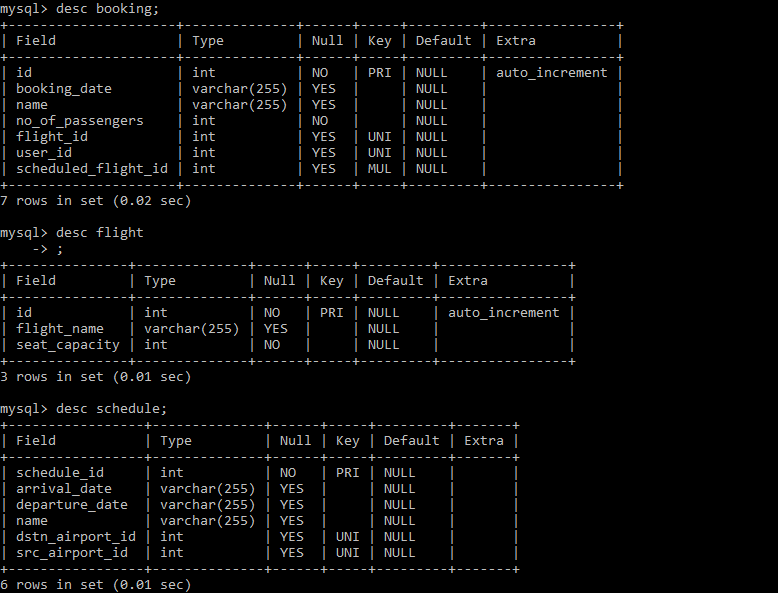 mysql> desc booking;
+---------------------+--------------+------+-----+---------+----------------+
| Field               | Type         | Null | Key | Default | Extra          |
+---------------------+--------------+------+-----+---------+----------------+
| id                  | int          | NO   | PRI | NULL    | auto_increment |
| booking_date        | varchar(255) | YES  |     | NULL    |                |
| name                | varchar(255) | YES  |     | NULL    |                |
| no_of_passengers    | int          | NO   |     | NULL    |                |
| flight_id           | int          | YES  | UNI | NULL    |                |
| user_id             | int          | YES  | UNI | NULL    |                |
| scheduled_flight_id | int          | YES  | MUL | NULL    |                |
+---------------------+--------------+------+-----+---------+----------------+
7 rows in set (0.02 sec)

mysql> desc flight
    -> ;
+---------------+--------------+------+-----+---------+----------------+
| Field         | Type         | Null | Key | Default | Extra          |
+---------------+--------------+------+-----+---------+----------------+
| id            | int          | NO   | PRI | NULL    | auto_increment |
| flight_name   | varchar(255) | YES  |     | NULL    |                |
| seat_capacity | int          | NO   |     | NULL    |                |
+---------------+--------------+------+-----+---------+----------------+
3 rows in set (0.01 sec)

mysql> desc schedule;
+-----------------+--------------+------+-----+---------+-------+
| Field           | Type         | Null | Key | Default | Extra |
+-----------------+--------------+------+-----+---------+-------+
| schedule_id     | int          | NO   | PRI | NULL    |       |
| arrival_date    | varchar(255) | YES  |     | NULL    |       |
| departure_date  | varchar(255) | YES  |     | NULL    |       |
| name            | varchar(255) | YES  |     | NULL    |       |
| dstn_airport_id | int          | YES  | UNI | NULL    |       |
| src_airport_id  | int          | YES  | UNI | NULL    |       |
+-----------------+--------------+------+-----+---------+-------+
6 rows in set (0.01 sec)